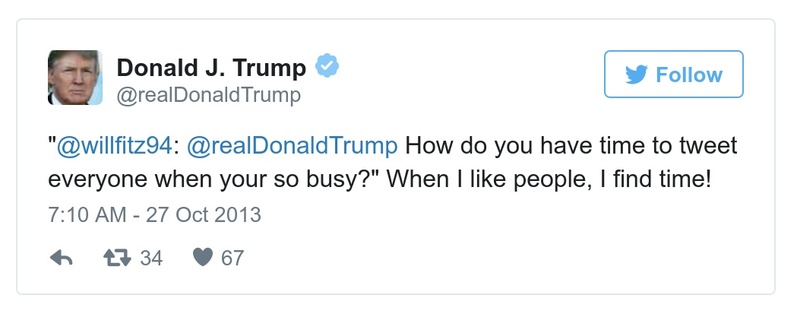 Donald J. Trump
@realDonaldTrump
Follow
"@willfitz94: @realDonaldTrump How do you have time to tweet
everyone when your so busy?" When I like people, I find time!
7:10 AM - 27 Oct 2013
34 67